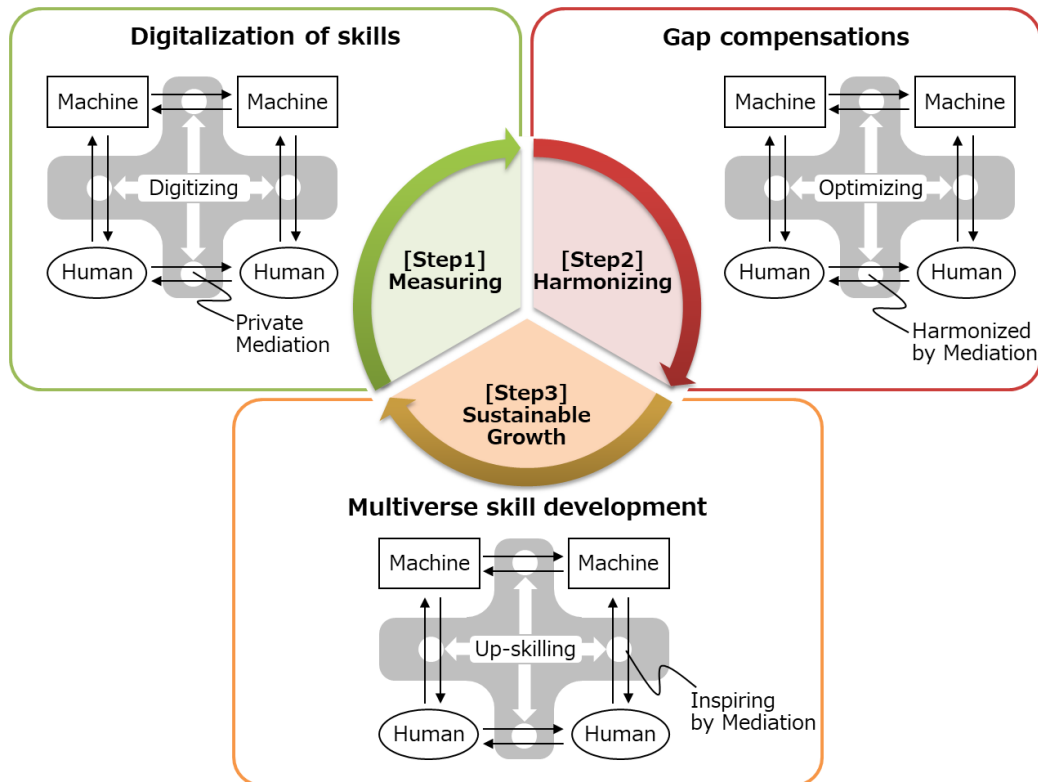 Digitalization of skills
Machine
Machine
Digitizing
Human
Human
Private
Mediation
Gap compensations
Machine
Machine
Optimizing
Human
Human
Harmonized
by Mediation
[Step1]
Measuring
[Step2]
Harmonizing
[Step3]
Sustainable
Growth
Multiverse skill development
Machine
Machine
Up-skilling
Human
Human
Inspiring
by Mediation